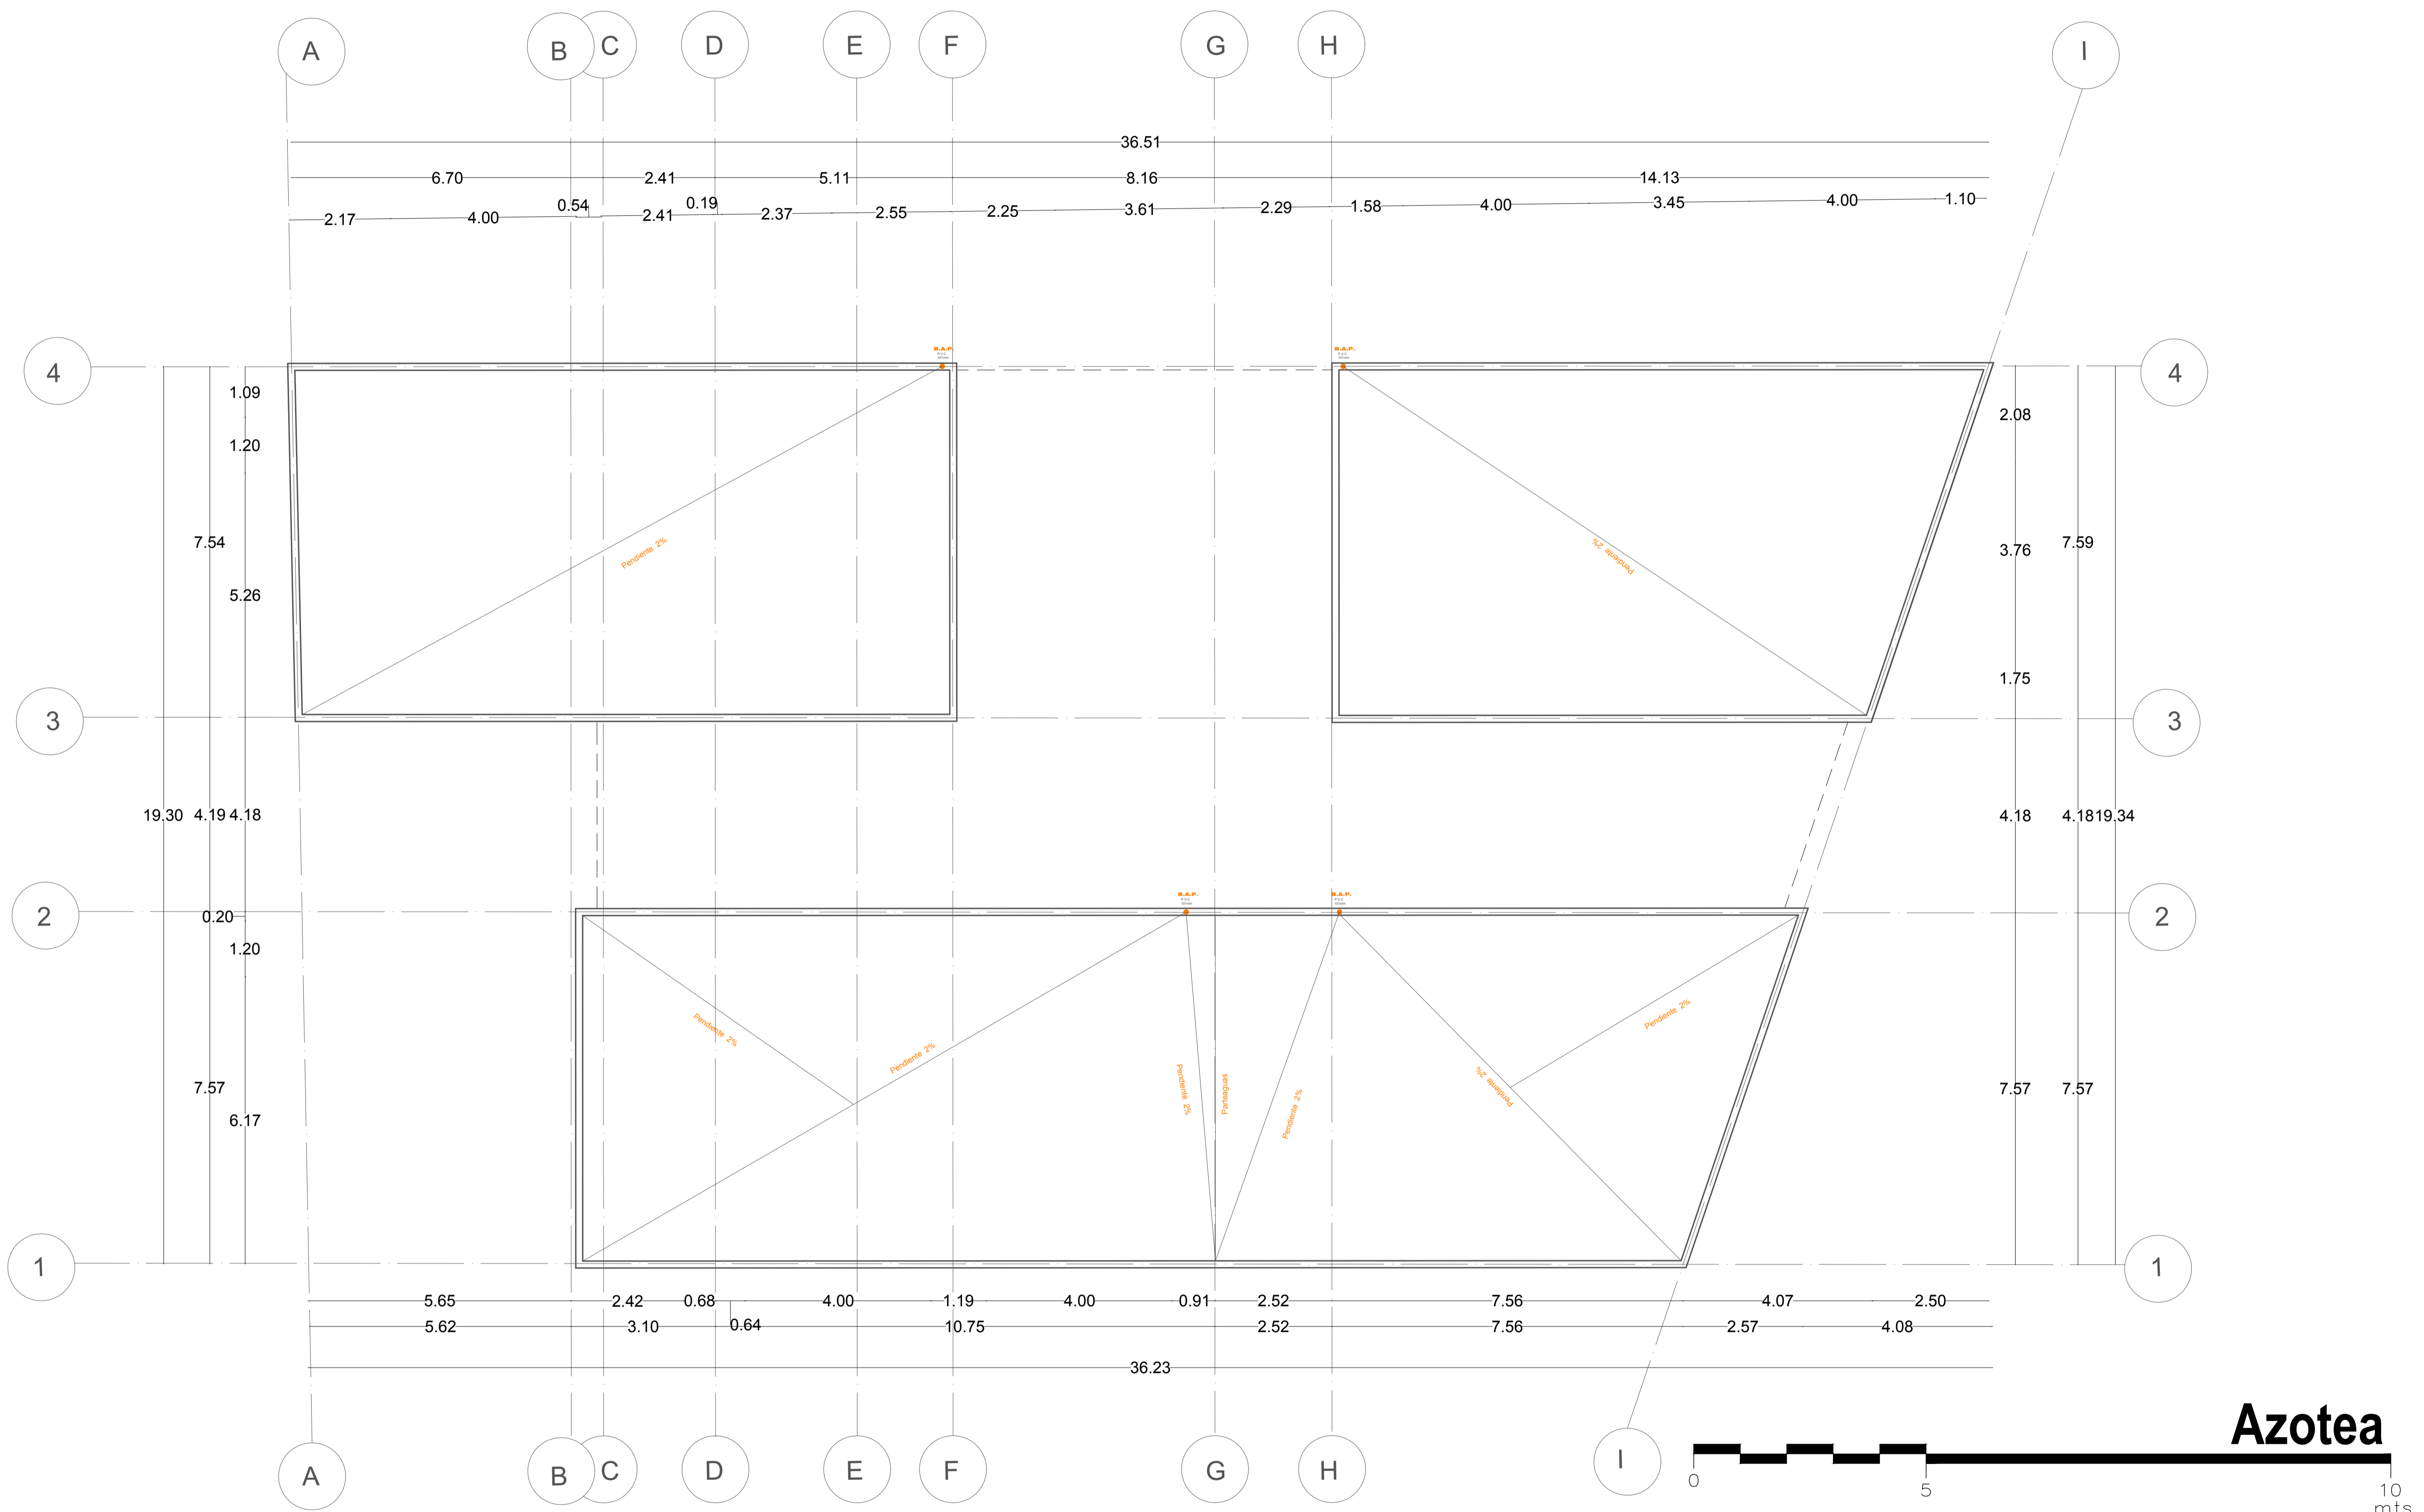 A B C D E F G H I
36.51
6.70 2.41 5.11 8.16 14.13
2.17 4.00 0.54 2.41 0.19 2.37 2.55 2.25 3.61 2.29 1.58 4.00 3.45 4.00 1.10
B.A.P. B.A.P.
P.V.C. P.V.C.
4 4
1.09 2.08
1.20
7.54 3.76 7.59
Pendiente 2% Pendiente 2%
5.26
1.75
3 3
19.30 4.19 4.18 4.18 4.18 19.34
B.A.P. B.A.P.
P.V.C. P.V.C.
2 2
0.20
1.20
Pendiente 2% Pendiente 2%
Pendiente 2%
7.57 Pendiente 2% Parteaguas Pendiente 2% Pendiente 2% 7.57 7.57
6.17
1 1
5.65 2.42 0.68 4.00 1.19 4.00 0.91 2.52 7.56 4.07 2.50
5.62 3.10 0.64 10.75 2.52 7.56 2.57 4.08
36.23
Azotea
A B C D E F G H I
0 5 10
mts